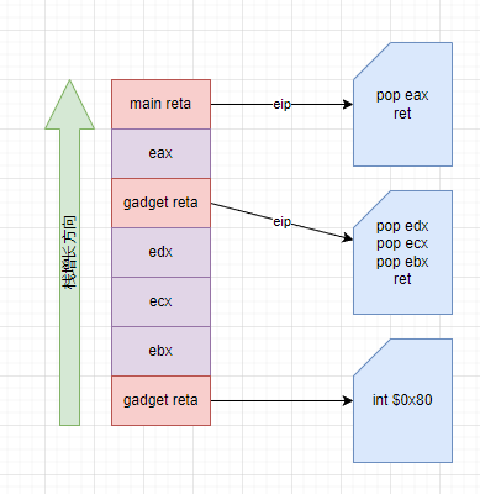 栈增长方向
main reta
eax
gadget reta
edx
ecx
ebx
gadget reta
eip
eip
pop eax
ret
pop edx
pop ecx
pop ebx
ret
int $0x80